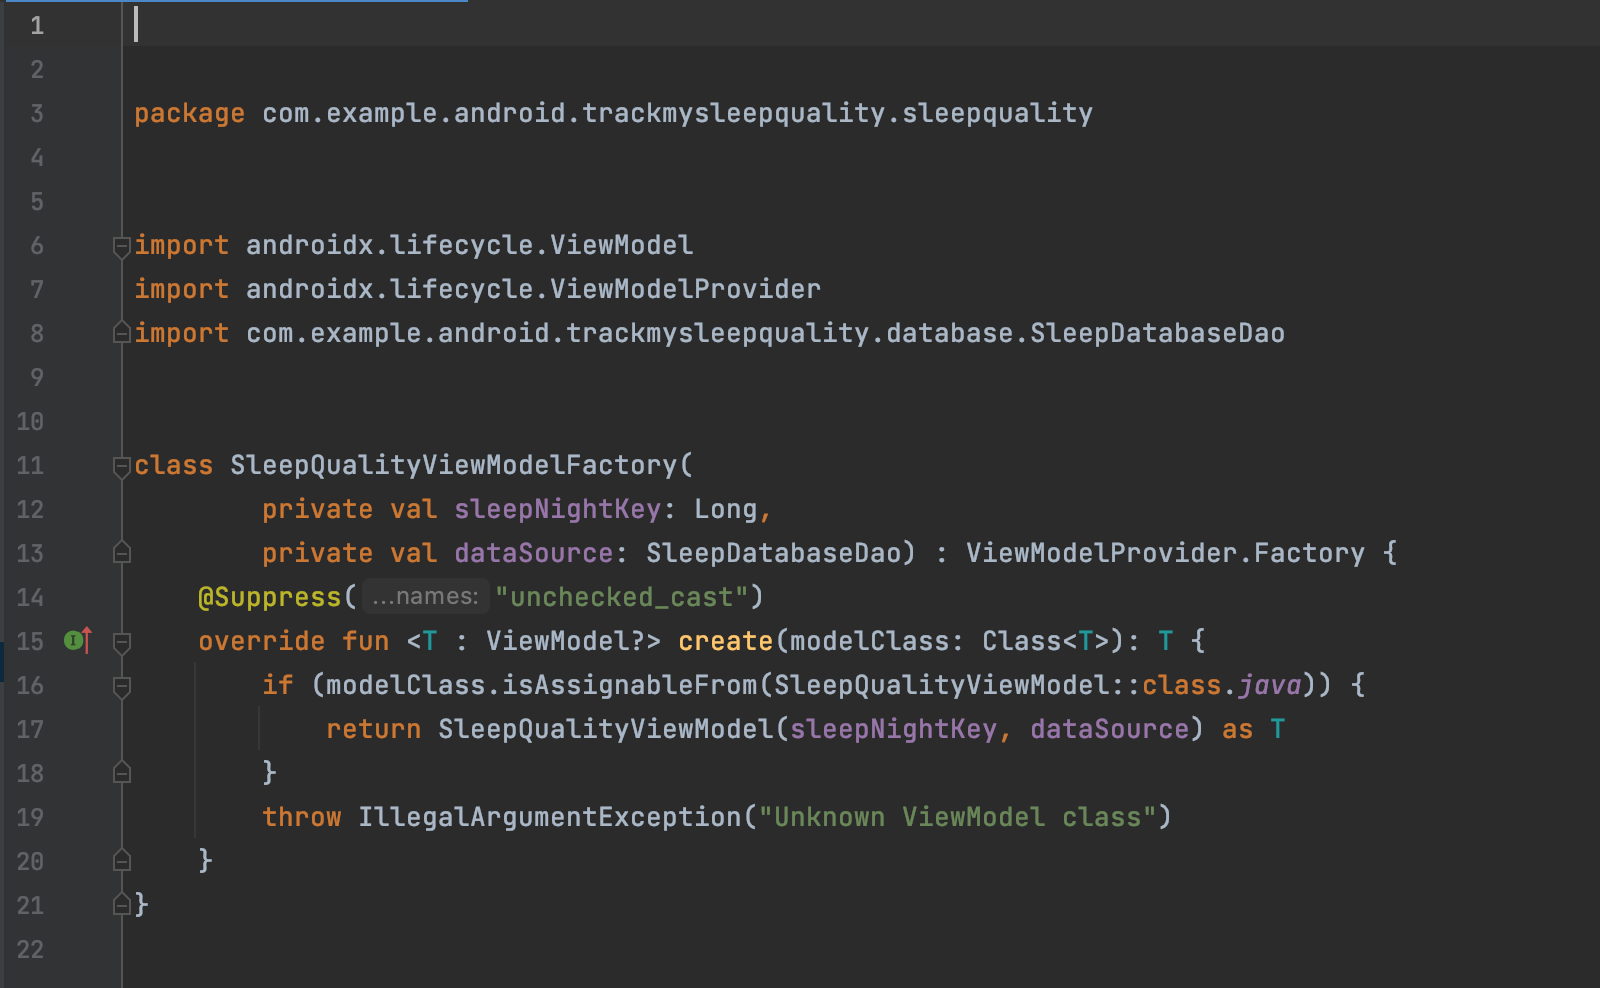 1
2
3 package com.example.android.trackmysleepquality.sleepquality
4
5
6 import androidx.lifecycle.ViewModel
7 import androidx.lifecycle.ViewModelProvider
8 import com.example.android.trackmysleepquality.database.SleepDatabaseDao
9
10
11 class SleepQualityViewModelFactory(
12 private val sleepNightKey: Long,
13 private val dataSource: SleepDatabaseDao) : ViewModelProvider.Factory {
14 @Suppress( ...names: "unchecked_cast")
15 override fun <T : ViewModel?> create(modelClass: Class<T>): T {
16 if (modelClass.isAssignableFrom(SleepQualityViewModel::class.java)) {
17 return SleepQualityViewModel(sleepNightKey, dataSource) as T
18 }
19 throw IllegalArgumentException("Unknown ViewModel class")
20 }
21 }
22